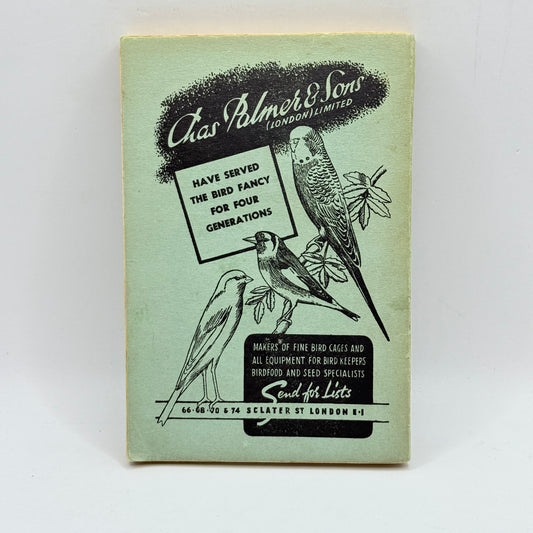 Chas Palmer & Sons
(LONDON) LIMITED
HAVE SERVED
THE BIRD FANCY
FOR FOUR
GENERATIONS
MAKERS OF FINE BIRD CAGES AND
ALL EQUIPMENT FOR BIRD KEEPERS
BIRDFOOD AND SEED SPECIALISTS
Send for Lists
66·68·70 & 74 SCLATER ST LONDON E·1